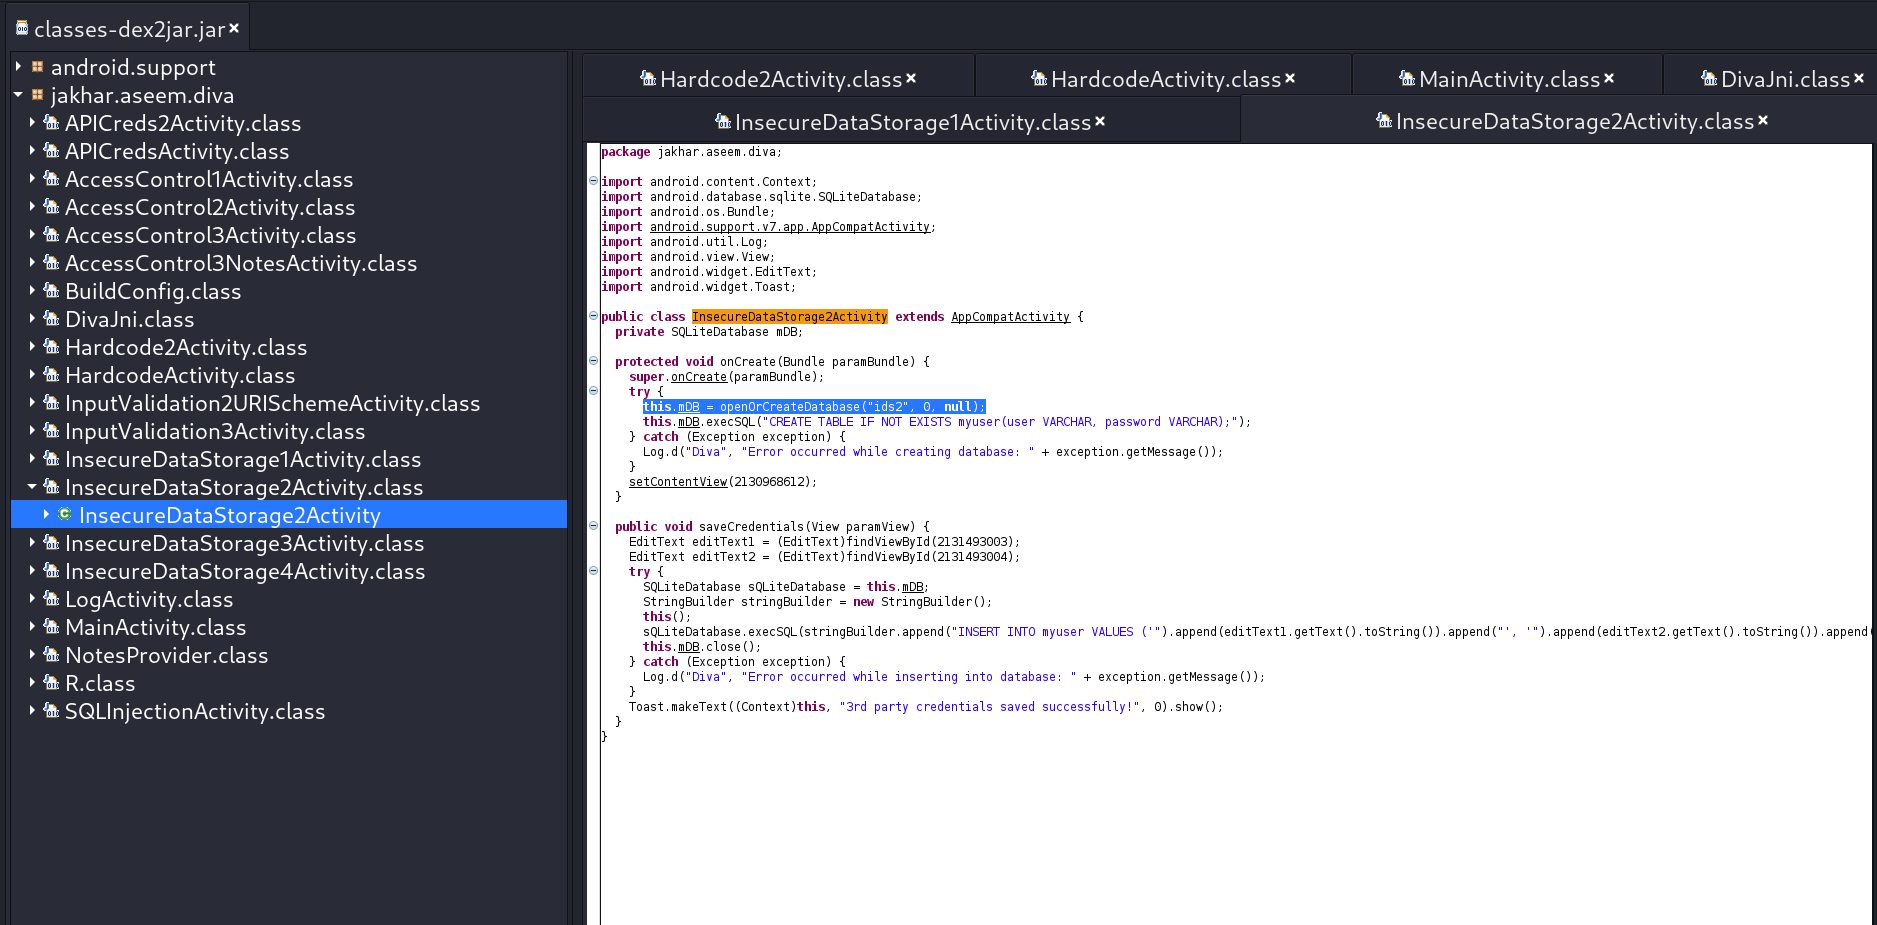 classes-dex2jar.jar
android.support
jakhar.aseem.diva
APICreds2Activity.class
APICredsActivity.class
AccessControl1Activity.class
AccessControl2Activity.class
AccessControl3Activity.class
AccessControl3NotesActivity.class
BuildConfig.class
DivaJni.class
Hardcode2Activity.class
HardcodeActivity.class
InputValidation2URISchemeActivity.class
InputValidation3Activity.class
InsecureDataStorage1Activity.class
InsecureDataStorage2Activity.class
InsecureDataStorage2Activity
InsecureDataStorage3Activity.class
InsecureDataStorage4Activity.class
LogActivity.class
MainActivity.class
NotesProvider.class
R.class
SQLInjectionActivity.class
Hardcode2Activity.class HardcodeActivity.class MainActivity.class DivaJni.class
InsecureDataStorage1Activity.class InsecureDataStorage2Activity.class
package jakhar.aseem.diva;
import android.content.Context;
import android.database.sqlite.SQLiteDatabase;
import android.os.Bundle;
import android.support.v7.app.AppCompatActivity;
import android.util.Log;
import android.view.View;
import android.widget.EditText;
import android.widget.Toast;
public class InsecureDataStorage2Activity extends AppCompatActivity {
private SQLiteDatabase mDB;
protected void onCreate(Bundle paramBundle) {
super.onCreate(paramBundle);
try {
this.mDB = openOrCreateDatabase("ids2", 0, null);
this.mDB.execSQL("CREATE TABLE IF NOT EXISTS myuser(user VARCHAR, password VARCHAR);");
} catch (Exception exception) {
Log.d("Diva", "Error occurred while creating database: " + exception.getMessage());
}
setContentView(2130968612);
}
public void saveCredentials(View paramView) {
EditText editText1 = (EditText)findViewById(2131493003);
EditText editText2 = (EditText)findViewById(2131493004);
try {
SQLiteDatabase sQLiteDatabase = this.mDB;
StringBuilder stringBuilder = new StringBuilder();
this();
sQLiteDatabase.execSQL(stringBuilder.append("INSERT INTO myuser VALUES ('").append(editText1.getText().toString()).append("', '").append(editText2.getText().toString()).append(
this.mDB.close();
} catch (Exception exception) {
Log.d("Diva", "Error occurred while inserting into database: " + exception.getMessage());
}
Toast.makeText((Context)this, "3rd party credentials saved successfully!", 0).show();
}
}